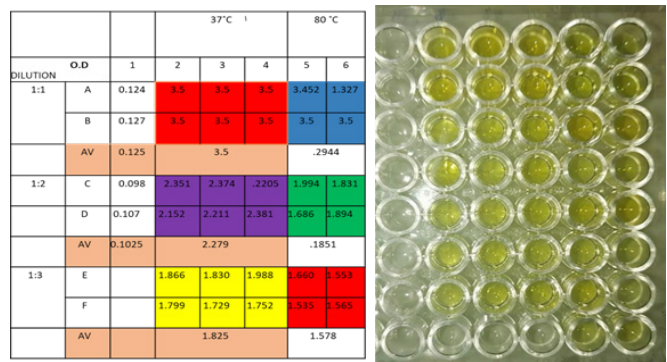 37°C 80 °C
O.D 1 2 3 4 5 6
DILUTION
1:1 A 0.124 3.5 3.5 3.5 3.452 1.327
B 0.127 3.5 3.5 3.5 3.5 3.5
AV 0.125 3.5 .2944
1:2 C 0.098 2.351 2.374 .2205 1.994 1.831
D 0.107 2.152 2.211 2.381 1.686 1.894
AV 0.1025 2.279 .1851
1:3 E 1.866 1.830 1.988 1.660 1.553
F 1.799 1.729 1.752 1.535 1.565
AV 1.825 1.578